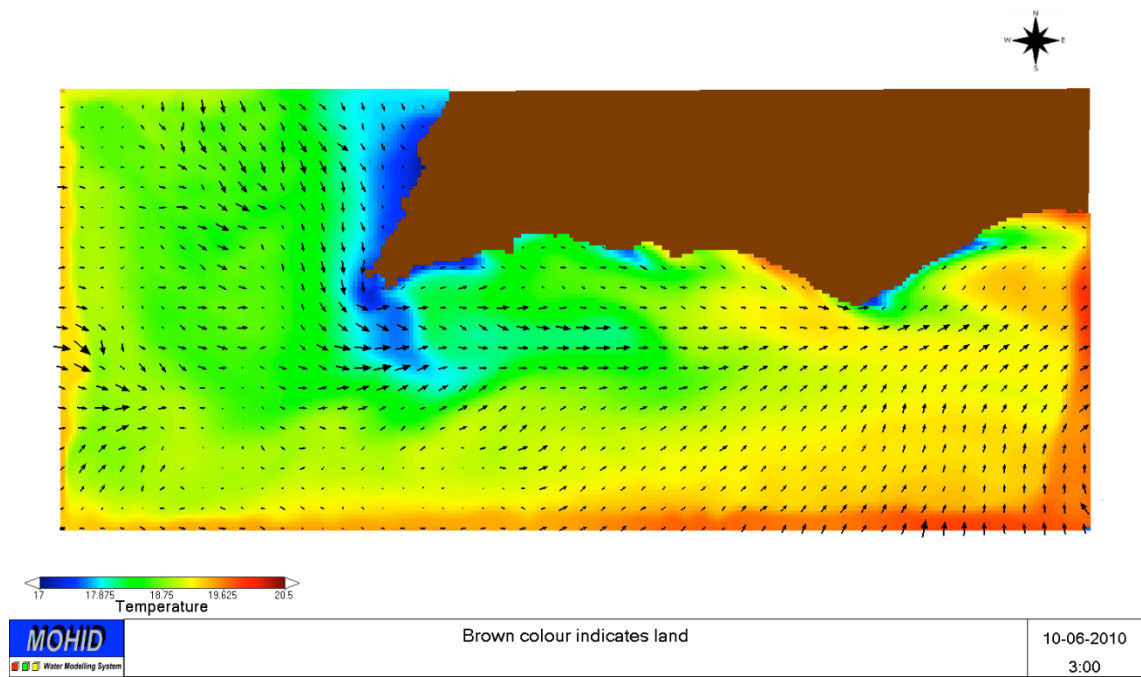 N
W E
S
17 17.875 18.75 19.625 20.5
Temperature
MOHID
Water Modelling System
Brown colour indicates land
10-06-2010
3:00